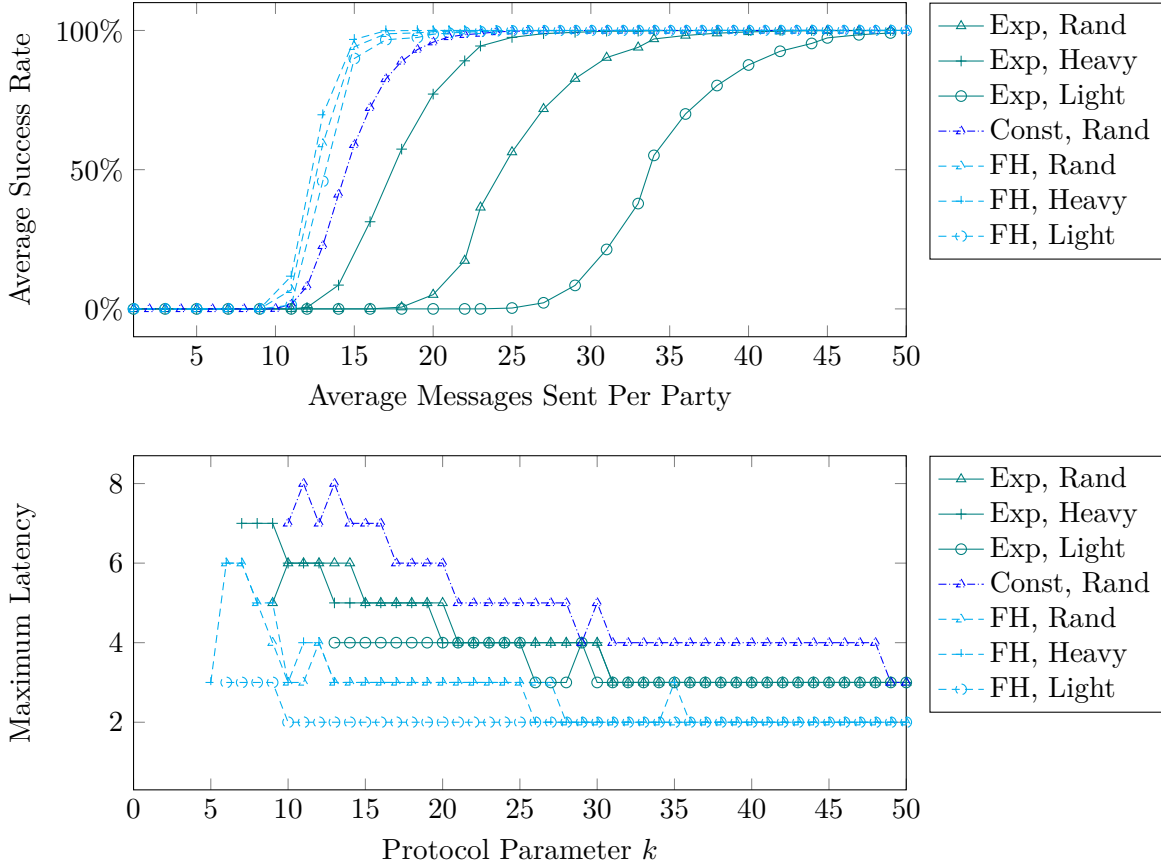 100%
50%
0%
Average Success Rate
5 10 15 20 25 30 35 40 45 50
Average Messages Sent Per Party
Exp, Rand
Exp, Heavy
Exp, Light
Const, Rand
FH, Rand
FH, Heavy
FH, Light
8
6
4
2
Maximum Latency
0 5 10 15 20 25 30 35 40 45 50
Protocol Parameter k
Exp, Rand
Exp, Heavy
Exp, Light
Const, Rand
FH, Rand
FH, Heavy
FH, Light